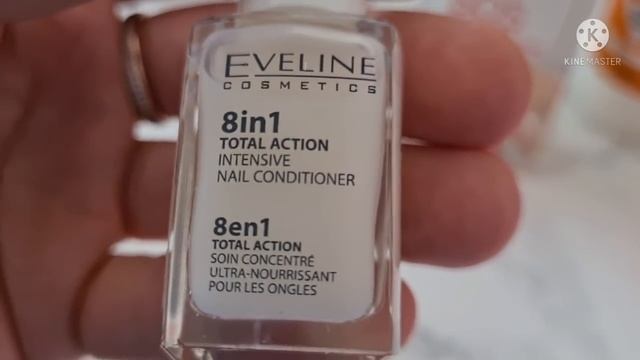 KINEMASTER
EVELINE
COSMETICS
8in1
TOTAL ACTION
INTENSIVE
NAIL CONDITIONER
8en1
TOTAL ACTION
SOIN CONCENTRÉ
ULTRA-NOURRISSANT
POUR LES ONGLES